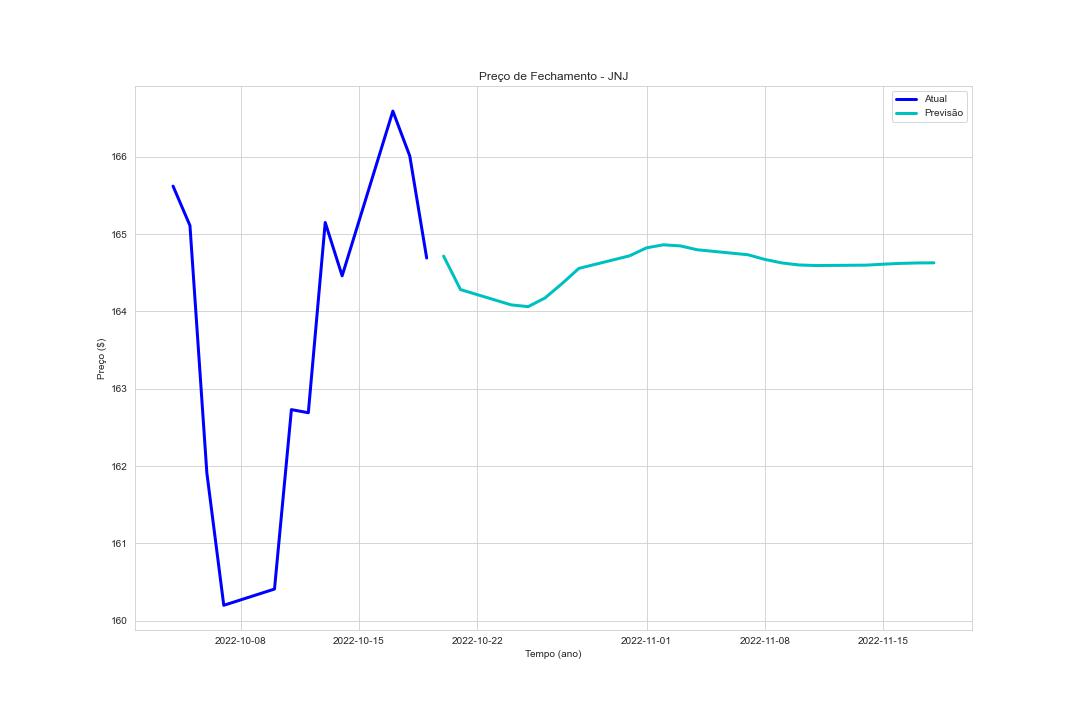 Preço de Fechamento - JNJ
Atual
Previsão
166
165
164
163
162
161
160
Preço ($)
2022-10-08
2022-10-15
2022-10-22
2022-11-01
2022-11-08
2022-11-15
Tempo (ano)